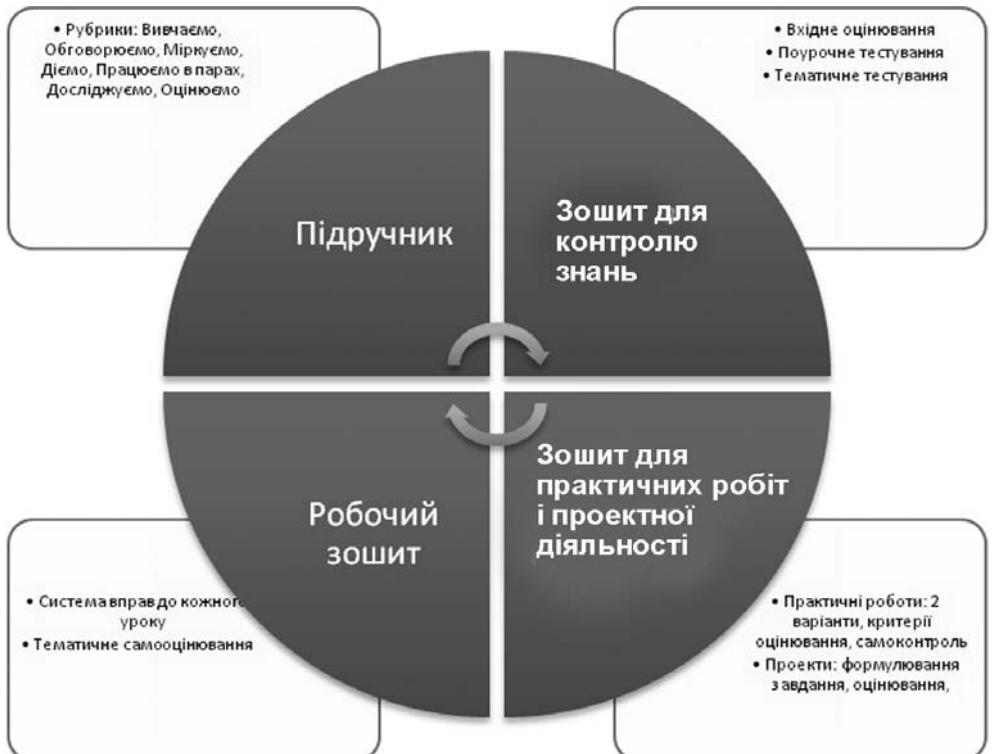 • Рубрики: Вивчаємо,
Обговорюємо, Міркуємо,
Діємо, Працюємо в парах,
Досліджуємо, Оцінюємо
• Вхідне оцінювання
• Поурочне тестування
• Тематичне тестування
Підручник
Зошит для
контролю
знань
Робочий
зошит
Зошит для
практичних робіт
і проектної
діяльності
• Система вправ до кожного
уроку
• Тематичне самооцінювання
• Практичні роботи: 2
варіанти, критерії
оцінювання, самоконтроль
• Проекти: формулювання
завдання, оцінювання,